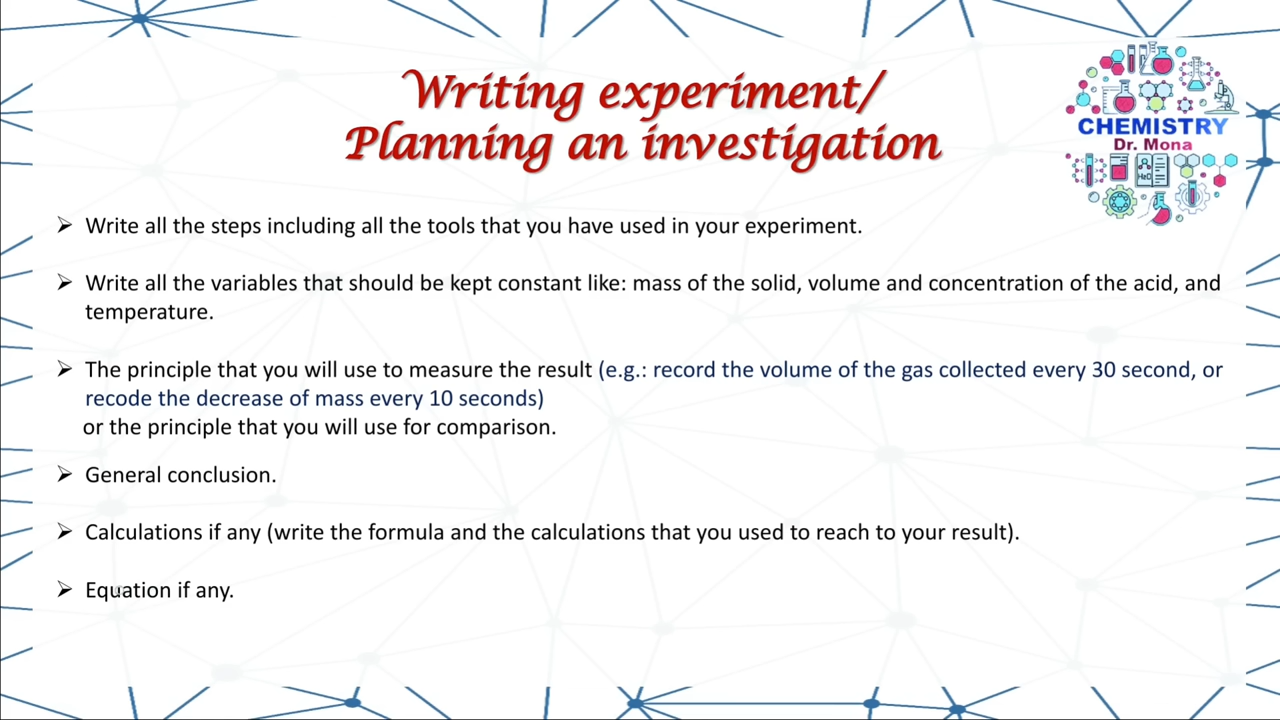 Writing experiment/
Planning an investigation
CHEMISTRY
Dr. Mona
H₂O
➢ Write all the steps including all the tools that you have used in your experiment.
➢ Write all the variables that should be kept constant like: mass of the solid, volume and concentration of the acid, and
temperature.
➢ The principle that you will use to measure the result (e.g.: record the volume of the gas collected every 30 second, or
recode the decrease of mass every 10 seconds)
or the principle that you will use for comparison.
➢ General conclusion.
➢ Calculations if any (write the formula and the calculations that you used to reach to your result).
➢ Equation if any.